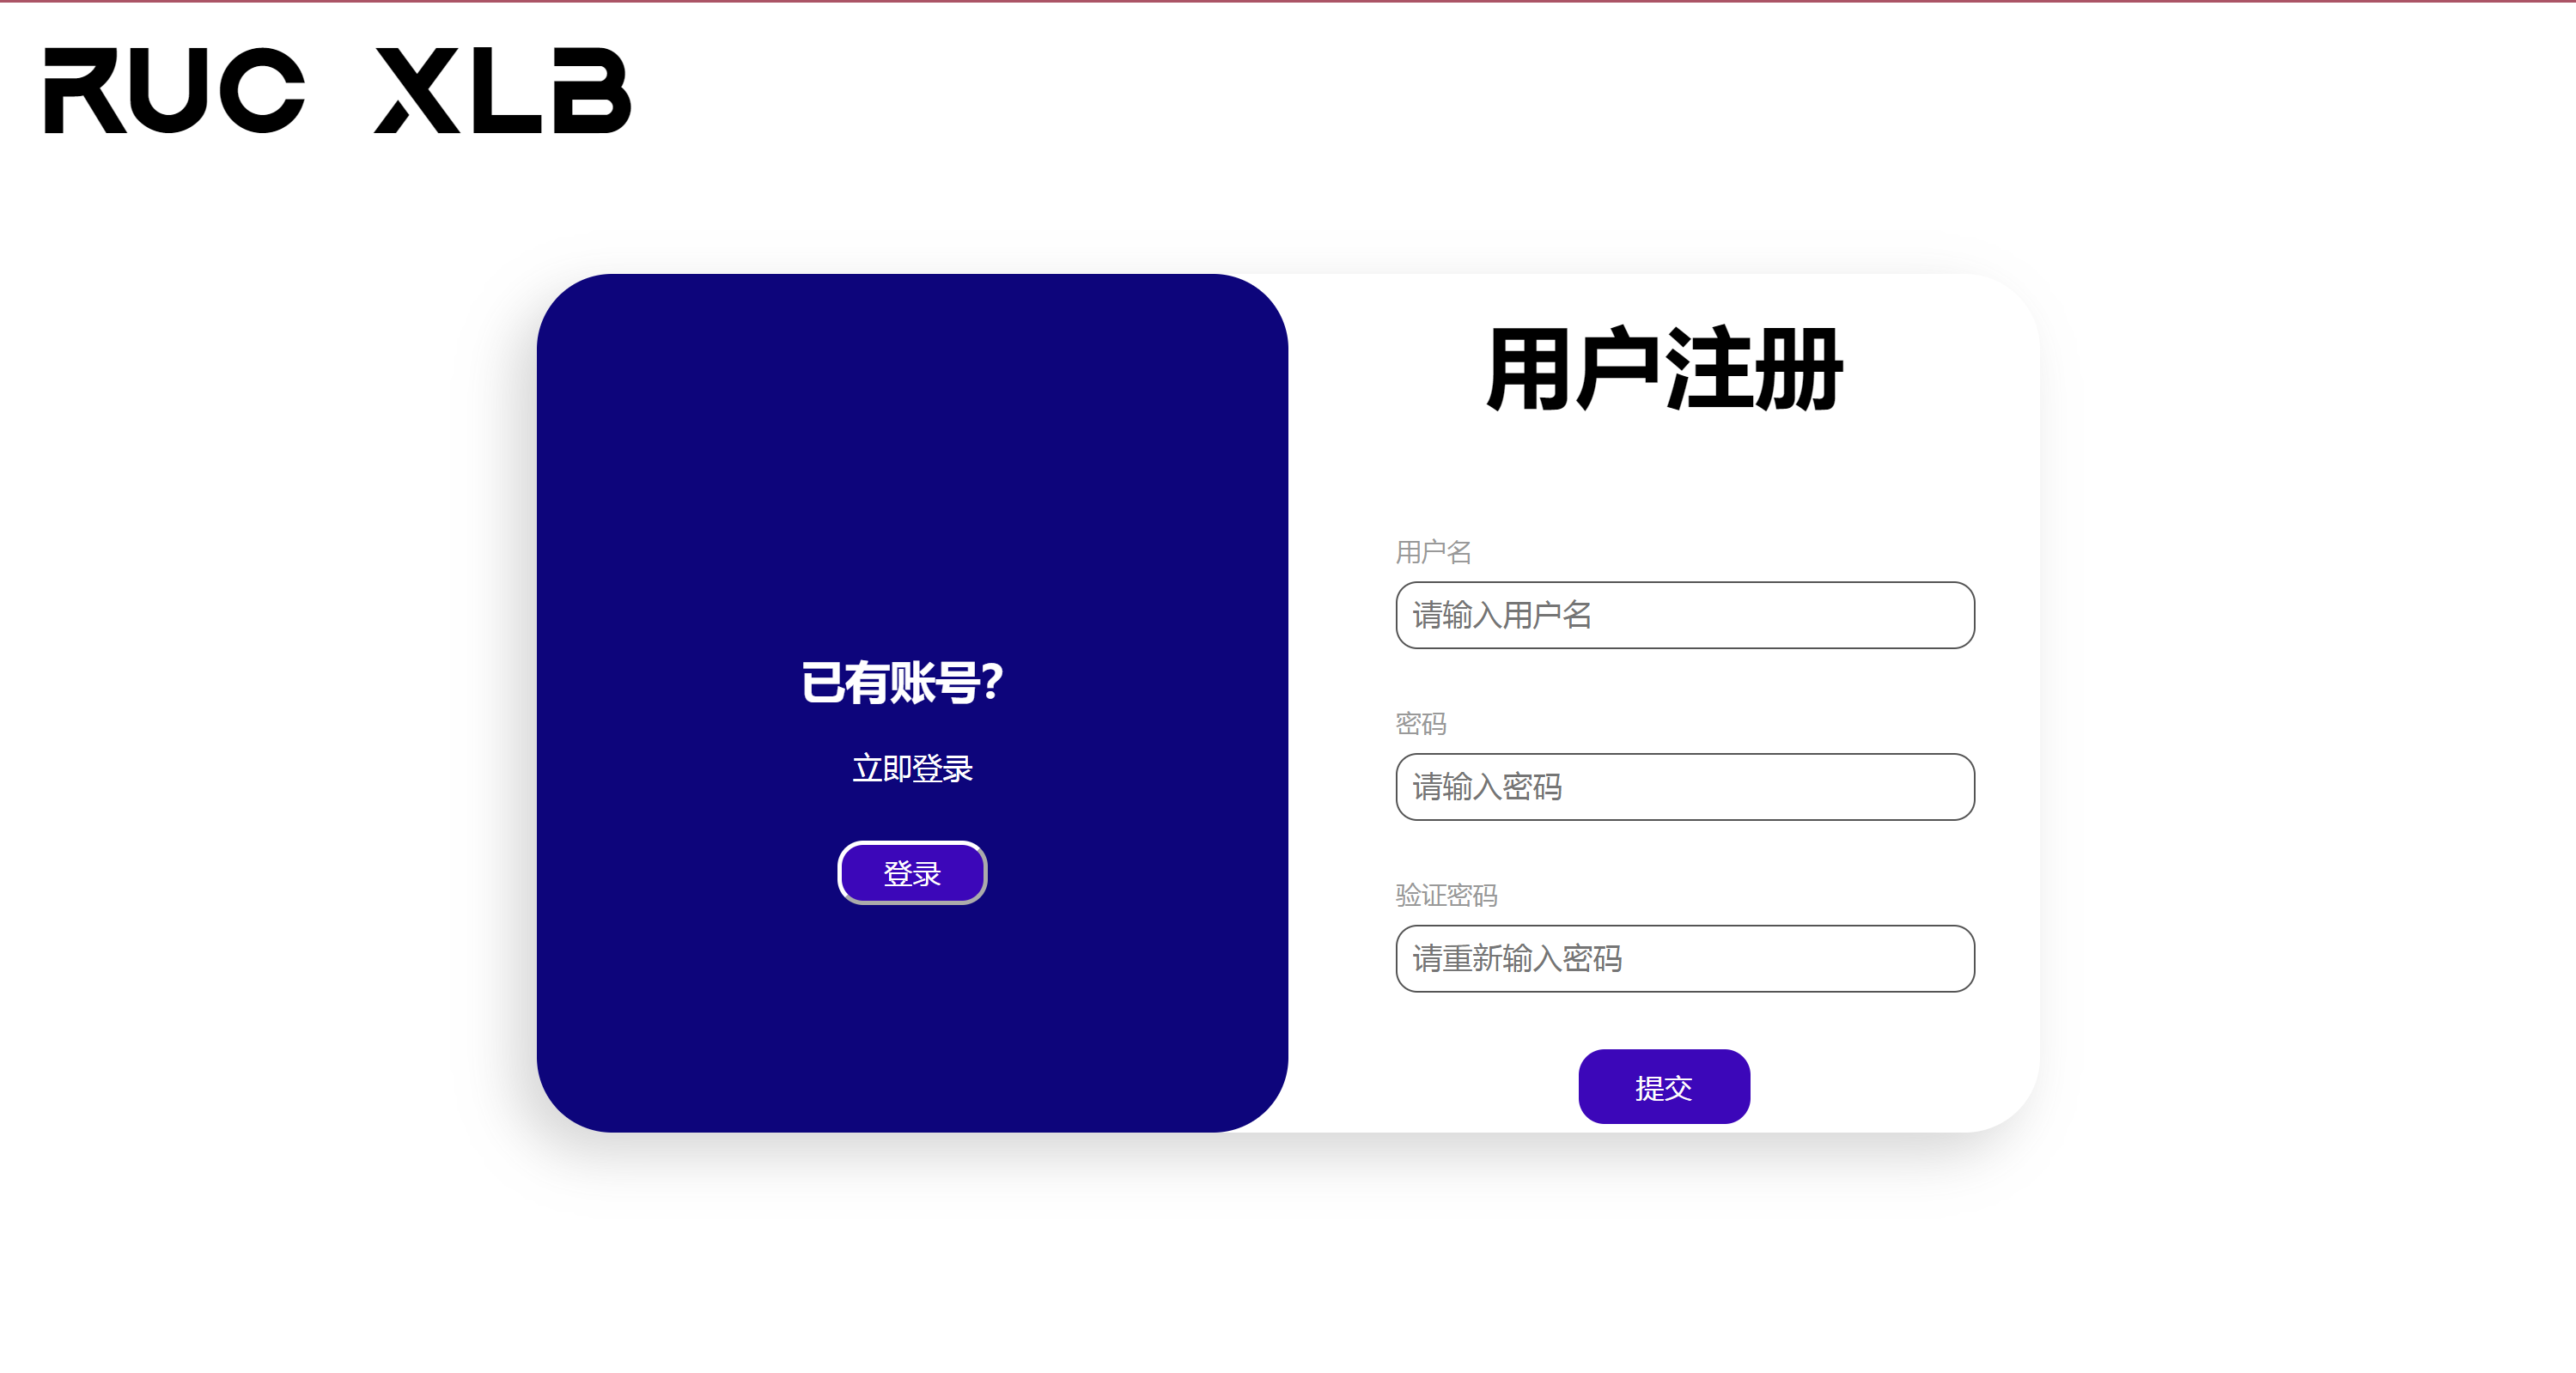 RUC XLB
已有账号?
立即登录
登录
用户注册
用户名
请输入用户名
密码
请输入密码
验证密码
请重新输入密码
提交